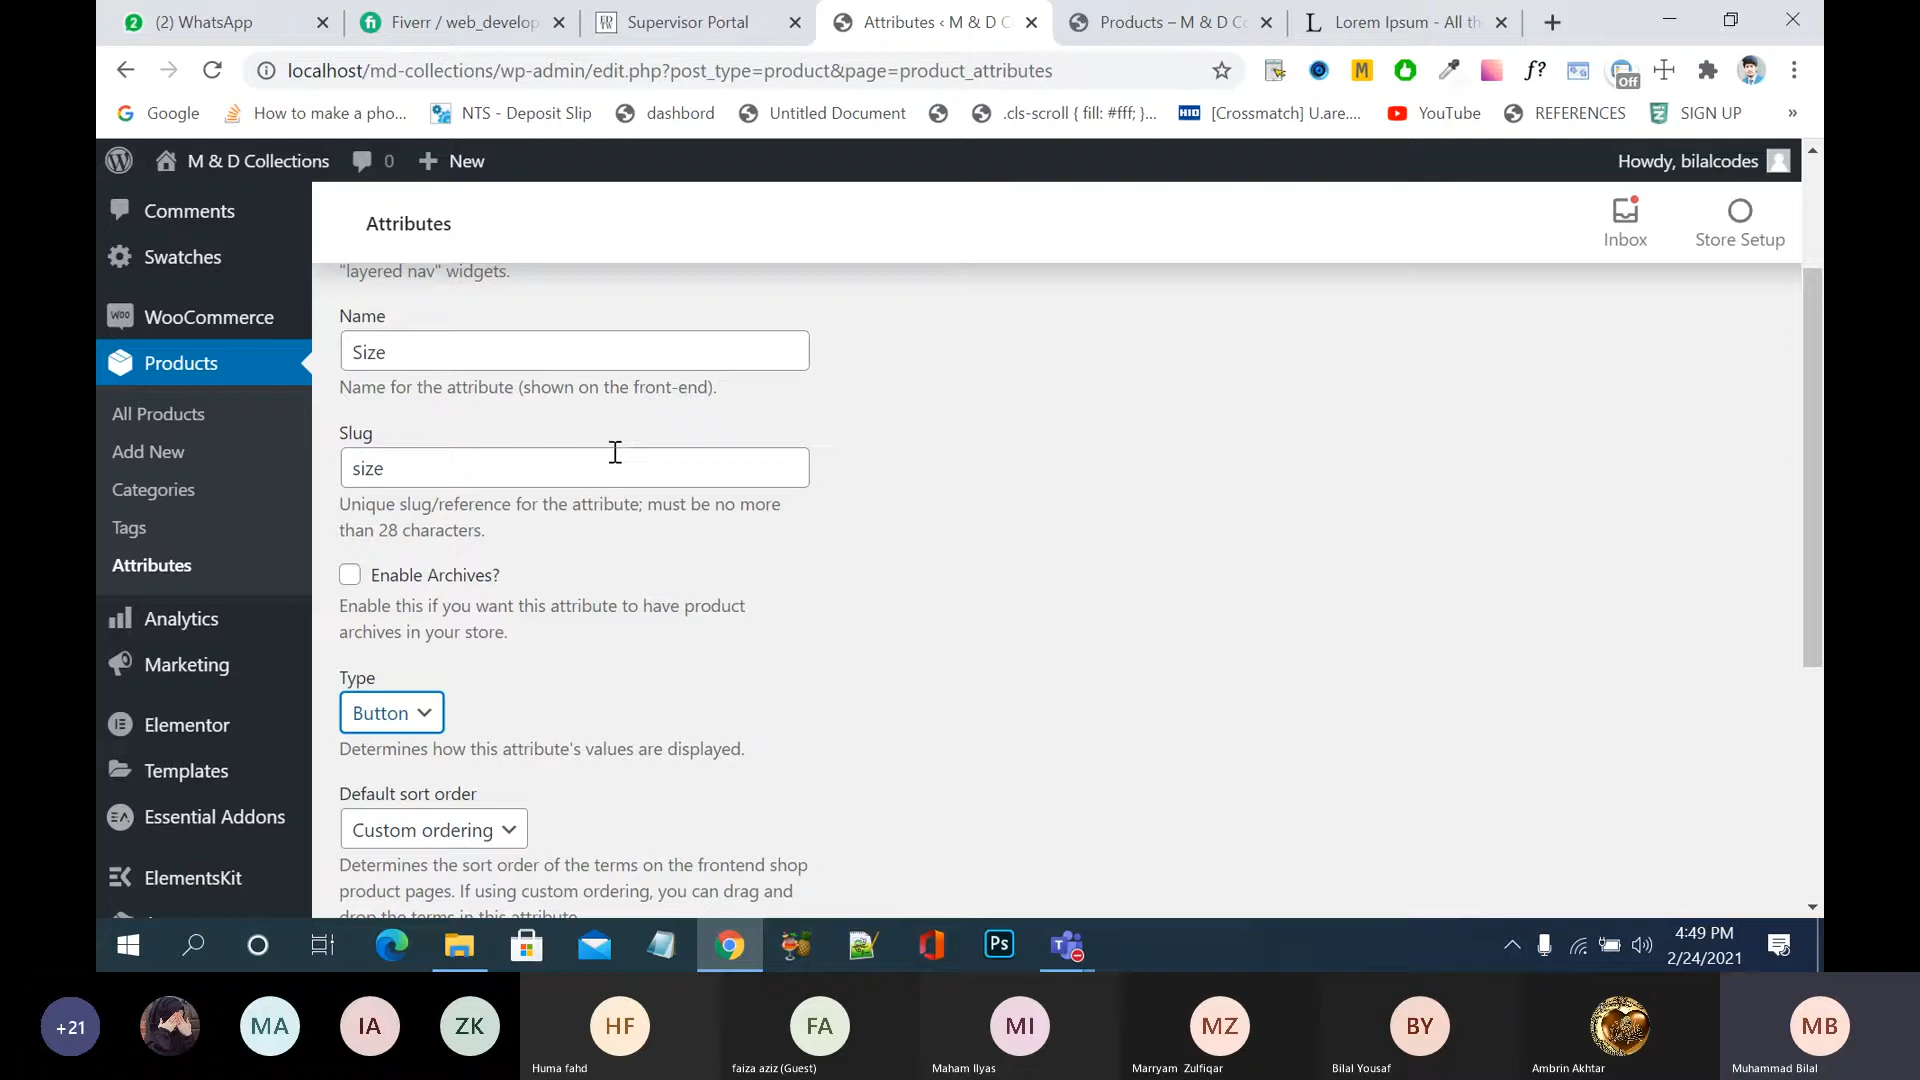 (2) WhatsApp
Fiverr / web_develop
Supervisor Portal
Attributes ‹ M & D C
Products – M & D Co
Lorem Ipsum - All th
localhost/md-collections/wp-admin/edit.php?post_type=product&page=product_attributes
Off
Google
How to make a pho...
NTS - Deposit Slip
dashbord
Untitled Document
.cls-scroll { fill: #fff; }...
[Crossmatch] U.are....
YouTube
REFERENCES
SIGN UP
»
M & D Collections
0
New
Howdy, bilalcodes
Comments
Swatches
WooCommerce
Products
All Products
Add New
Categories
Tags
Attributes
Analytics
Marketing
Elementor
Templates
Essential Addons
ElementsKit
Attributes
Inbox
Store Setup
"layered nav" widgets.
Name
Size
Name for the attribute (shown on the front-end).
Slug
size
Unique slug/reference for the attribute; must be no more
than 28 characters.
Enable Archives?
Enable this if you want this attribute to have product
archives in your store.
Type
Button
Determines how this attribute's values are displayed.
Default sort order
Custom ordering
Determines the sort order of the terms on the frontend shop
product pages. If using custom ordering, you can drag and
drop the terms in this attribute.
4:49 PM
2/24/2021
+21
MA
IA
ZK
HF
FA
MI
MZ
BY
MB
Huma fahd
faiza aziz (Guest)
Maham Ilyas
Marryam Zulfiqar
Bilal Yousaf
Ambrin Akhtar
Muhammad Bilal